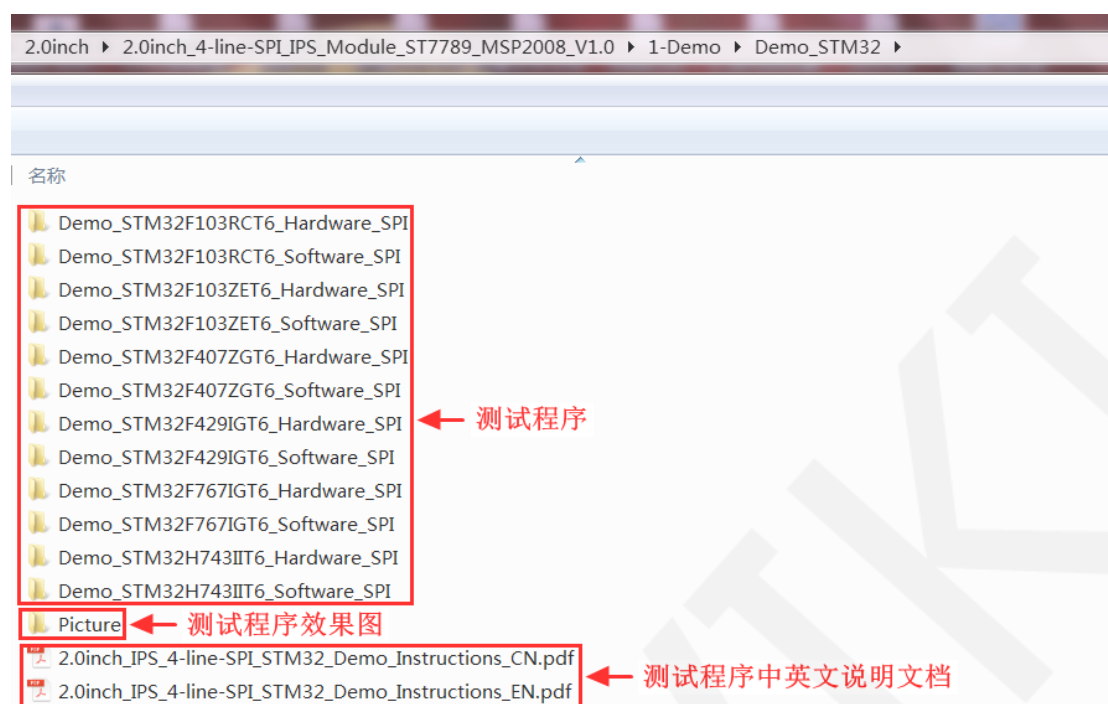 2.0inch ▸ 2.0inch_4-line-SPI_IPS_Module_ST7789_MSP2008_V1.0 ▸ 1-Demo ▸ Demo_STM32 ▸
名称
Demo_STM32F103RCT6_Hardware_SPI
Demo_STM32F103RCT6_Software_SPI
Demo_STM32F103ZET6_Hardware_SPI
Demo_STM32F103ZET6_Software_SPI
Demo_STM32F407ZGT6_Hardware_SPI
Demo_STM32F407ZGT6_Software_SPI
Demo_STM32F429IGT6_Hardware_SPI 测试程序
Demo_STM32F429IGT6_Software_SPI
Demo_STM32F767IGT6_Hardware_SPI
Demo_STM32F767IGT6_Software_SPI
Demo_STM32H743IIT6_Hardware_SPI
Demo_STM32H743IIT6_Software_SPI
Picture 测试程序效果图
2.0inch_IPS_4-line-SPI_STM32_Demo_Instructions_CN.pdf
测试程序中英文说明文档
2.0inch_IPS_4-line-SPI_STM32_Demo_Instructions_EN.pdf